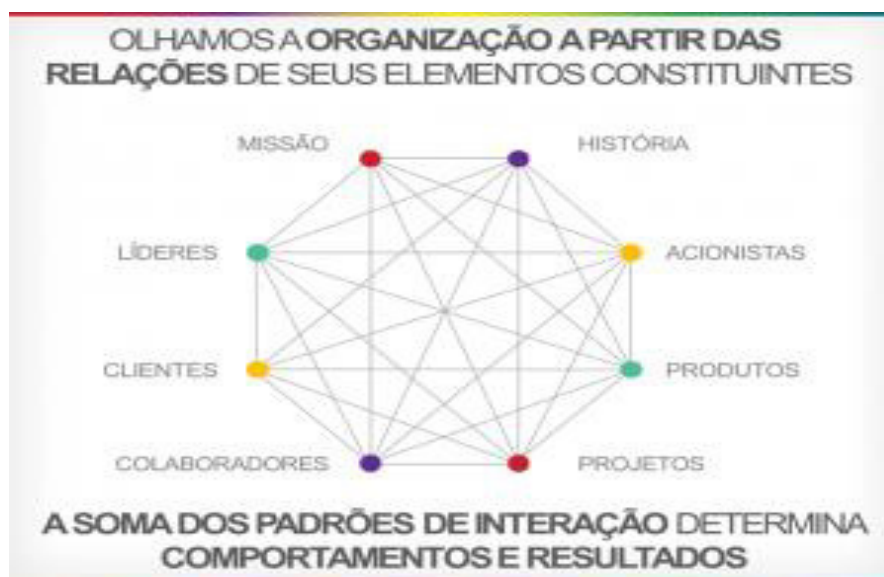 OLHAMOS A ORGANIZAÇÃO A PARTIR DAS
RELAÇÕES DE SEUS ELEMENTOS CONSTITUINTES
MISSÃO
HISTÓRIA
LÍDERES
ACIONISTAS
CLIENTES
PRODUTOS
COLABORADORES
PROJETOS
A SOMA DOS PADRÕES DE INTERAÇÃO DETERMINA
COMPORTAMENTOS E RESULTADOS